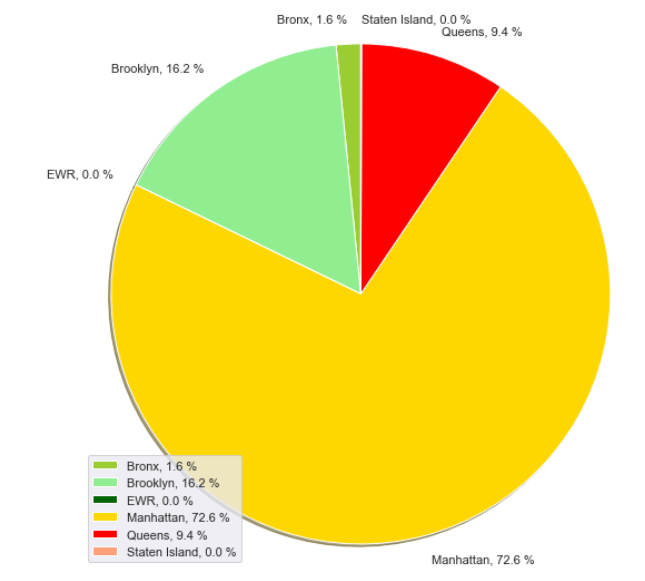 Bronx, 1.6 %
Staten Island, 0.0 %
Queens, 9.4 %
Brooklyn, 16.2 %
EWR, 0.0 %
Bronx, 1.6 %
Brooklyn, 16.2 %
EWR, 0.0 %
Manhattan, 72.6 %
Queens, 9.4 %
Staten Island, 0.0 %
Manhattan, 72.6 %